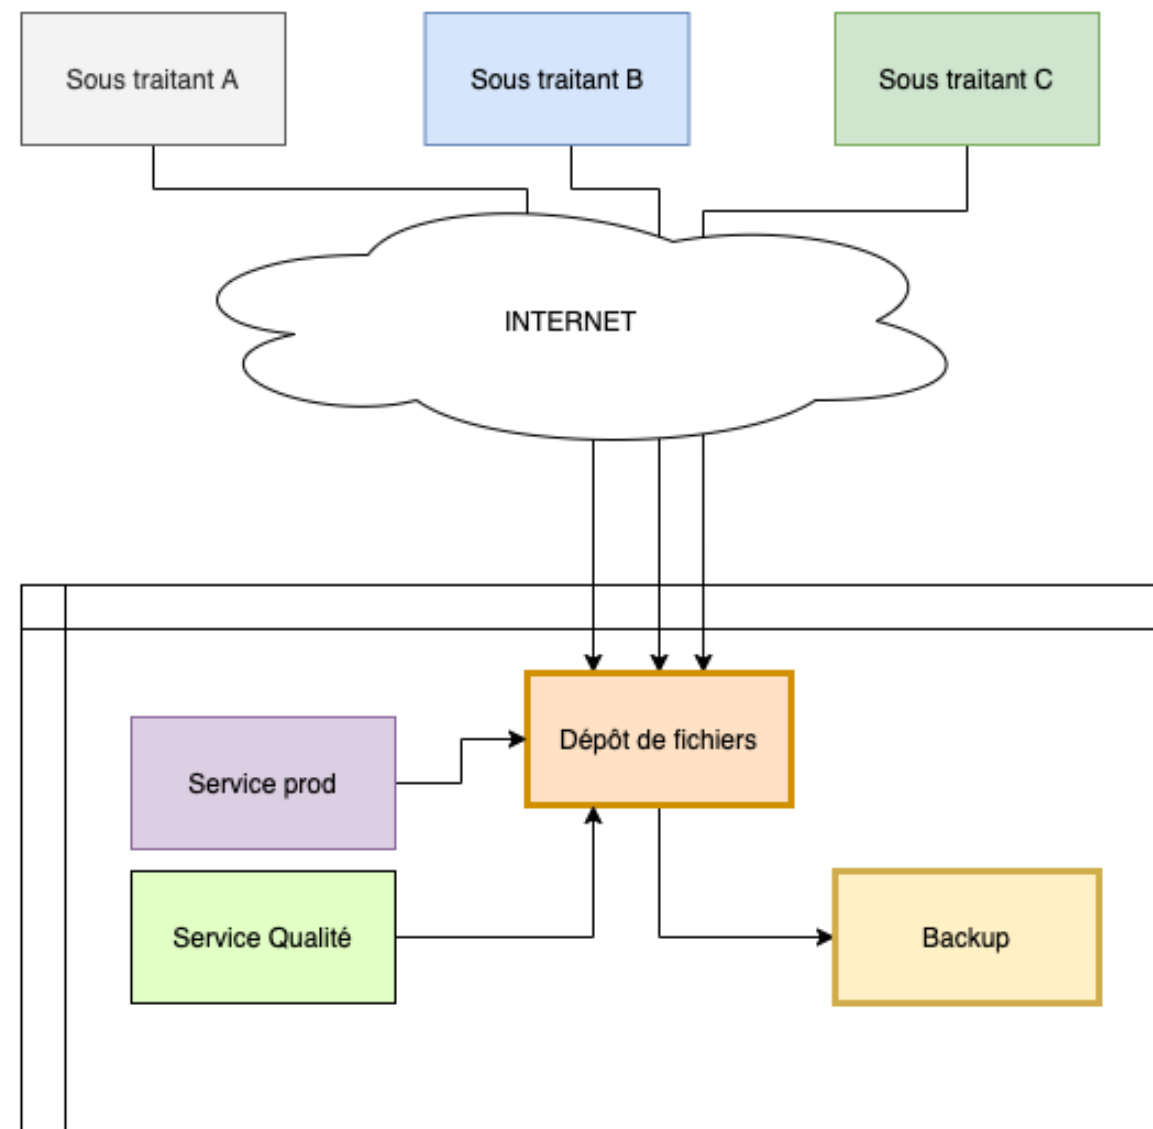 Sous traitant A
Sous traitant B
Sous traitant C
INTERNET
Dépôt de fichiers
Service prod
Service Qualité
Backup